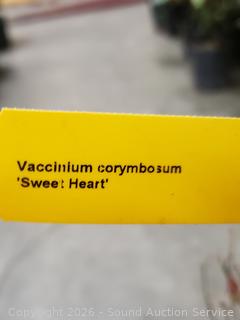 Vaccinium corymbosum
'Sweet Heart'
Copyright 2026 - Sound Auction Service